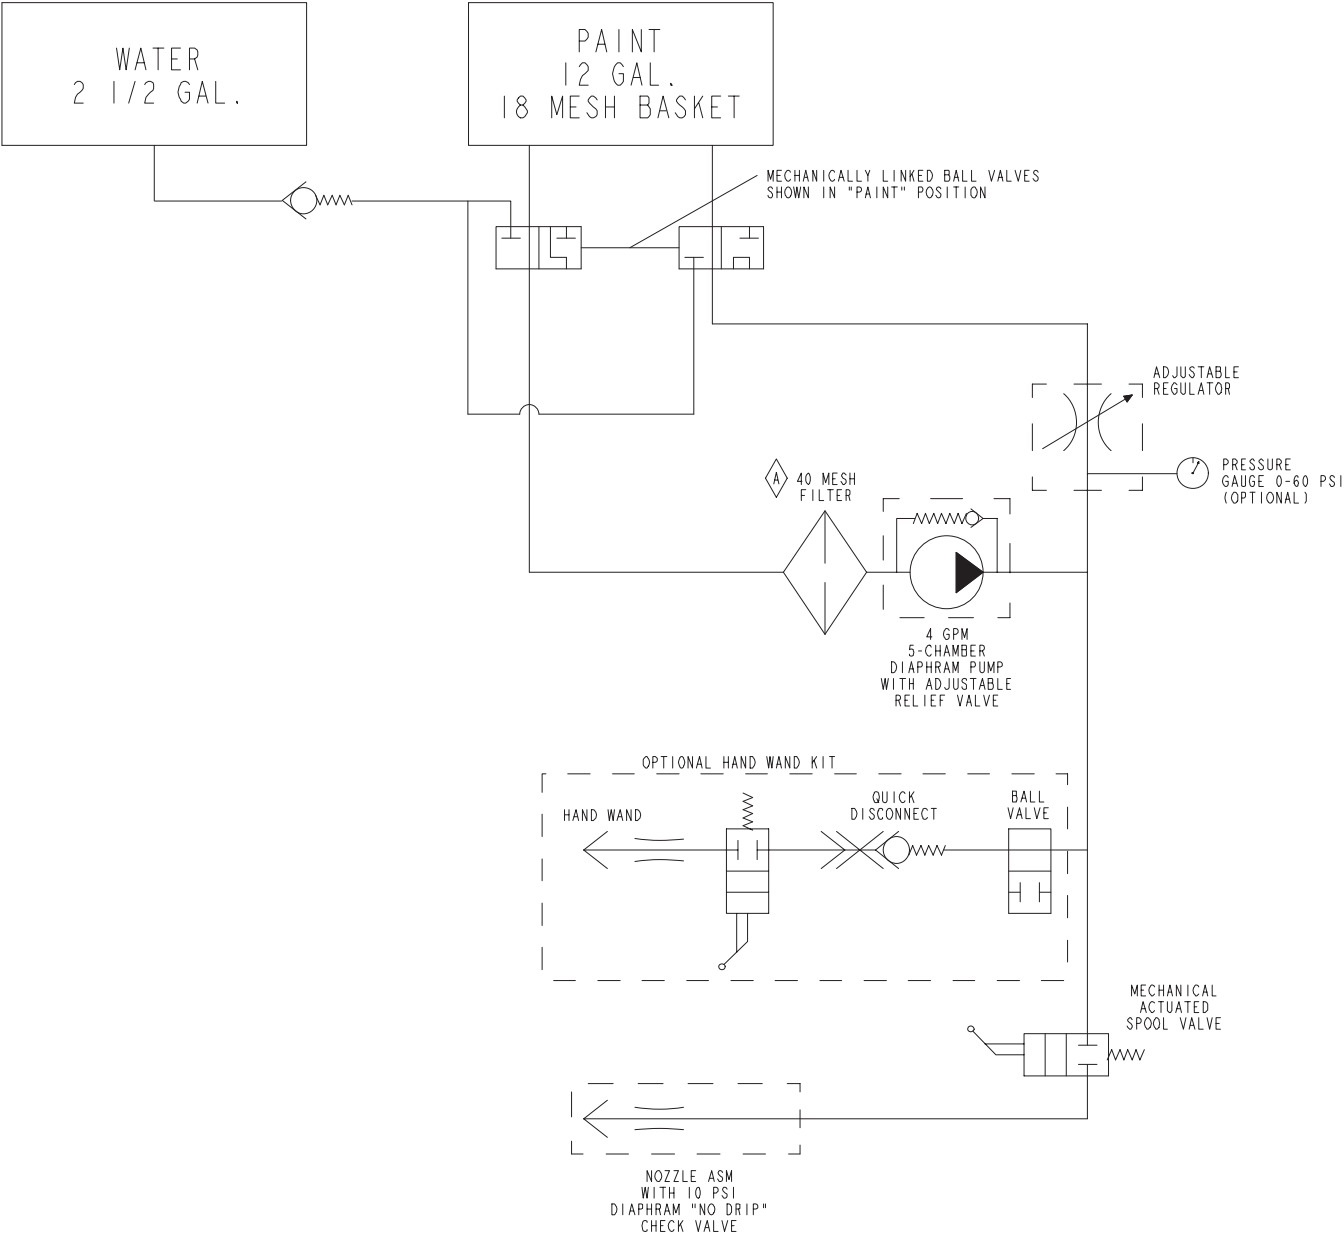 WATER
2 1/2 GAL.
PAINT
12 GAL.
18 MESH BASKET
MECHANICALLY LINKED BALL VALVES
SHOWN IN "PAINT" POSITION
ADJUSTABLE
REGULATOR
PRESSURE
GAUGE 0-60 PSI
(OPTIONAL)
A
40 MESH
FILTER
4 GPM
5-CHAMBER
DIAPHRAM PUMP
WITH ADJUSTABLE
RELIEF VALVE
OPTIONAL HAND WAND KIT
HAND WAND
QUICK
DISCONNECT
BALL
VALVE
MECHANICAL
ACTUATED
SPOOL VALVE
NOZZLE ASM
WITH 10 PSI
DIAPHRAM "NO DRIP"
CHECK VALVE